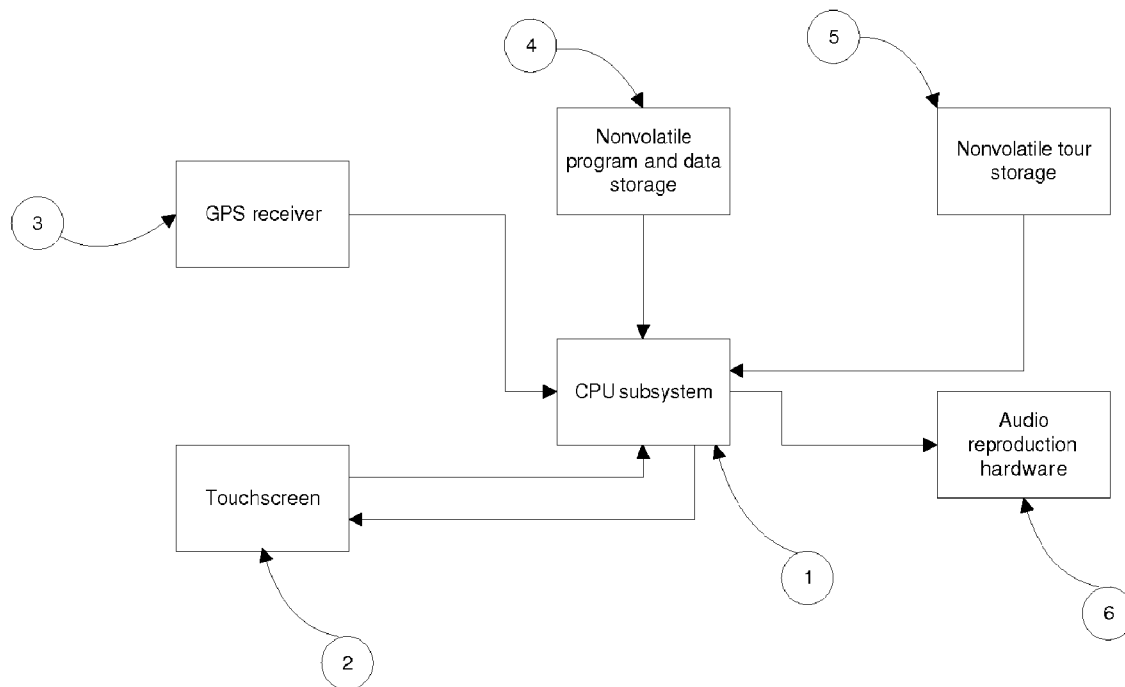 4
5
Nonvolatile
program and data
storage
Nonvolatile tour
storage
3
GPS receiver
CPU subsystem
Audio
reproduction
hardware
Touchscreen
1
6
2